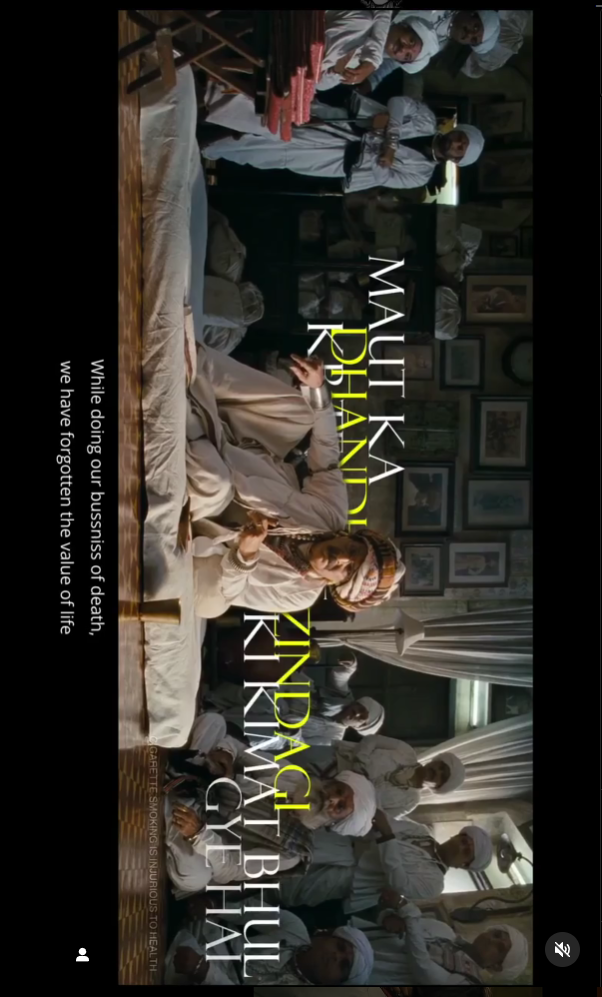 MAUT KA
ZINDAGI
KI KIMAT BHUL
GYE HAI
CIGARETTE SMOKING IS INJURIOUS TO HEALTH
While doing our bussniss of death,
we have forgotten the value of life